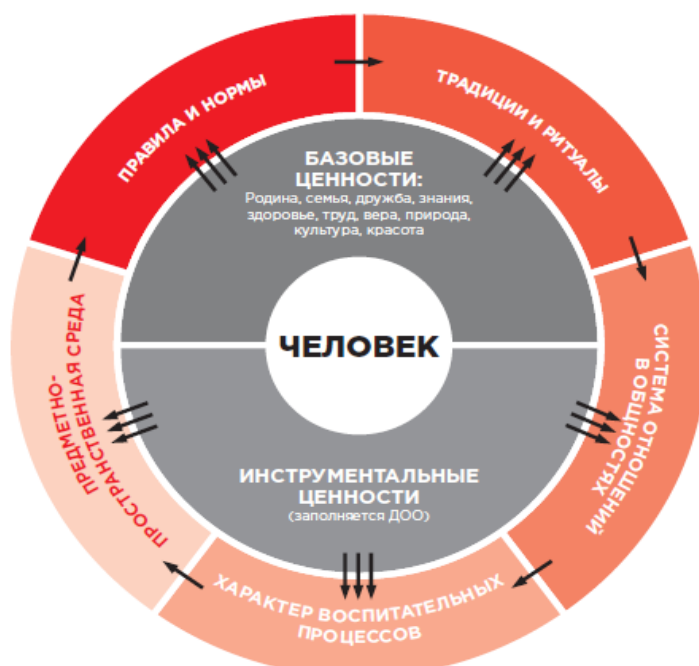 ПРАВИЛА И НОРМЫ
ТРАДИЦИИ И РИТУАЛЫ
БАЗОВЫЕ
ЦЕННОСТИ:
Родина, семья, дружба, знания,
здоровье, труд, вера, природа,
культура, красота
ЧЕЛОВЕК
СИСТЕМА ОТНОШЕНИЙ
В ОБЩНОСТЯХ
ПРЕДМЕТНО-
ПРОСТРАНСТВЕННАЯ СРЕДА
ИНСТРУМЕНТАЛЬНЫЕ
ЦЕННОСТИ
(заполняется ДОО)
ХАРАКТЕР ВОСПИТАТЕЛЬНЫХ
ПРОЦЕССОВ